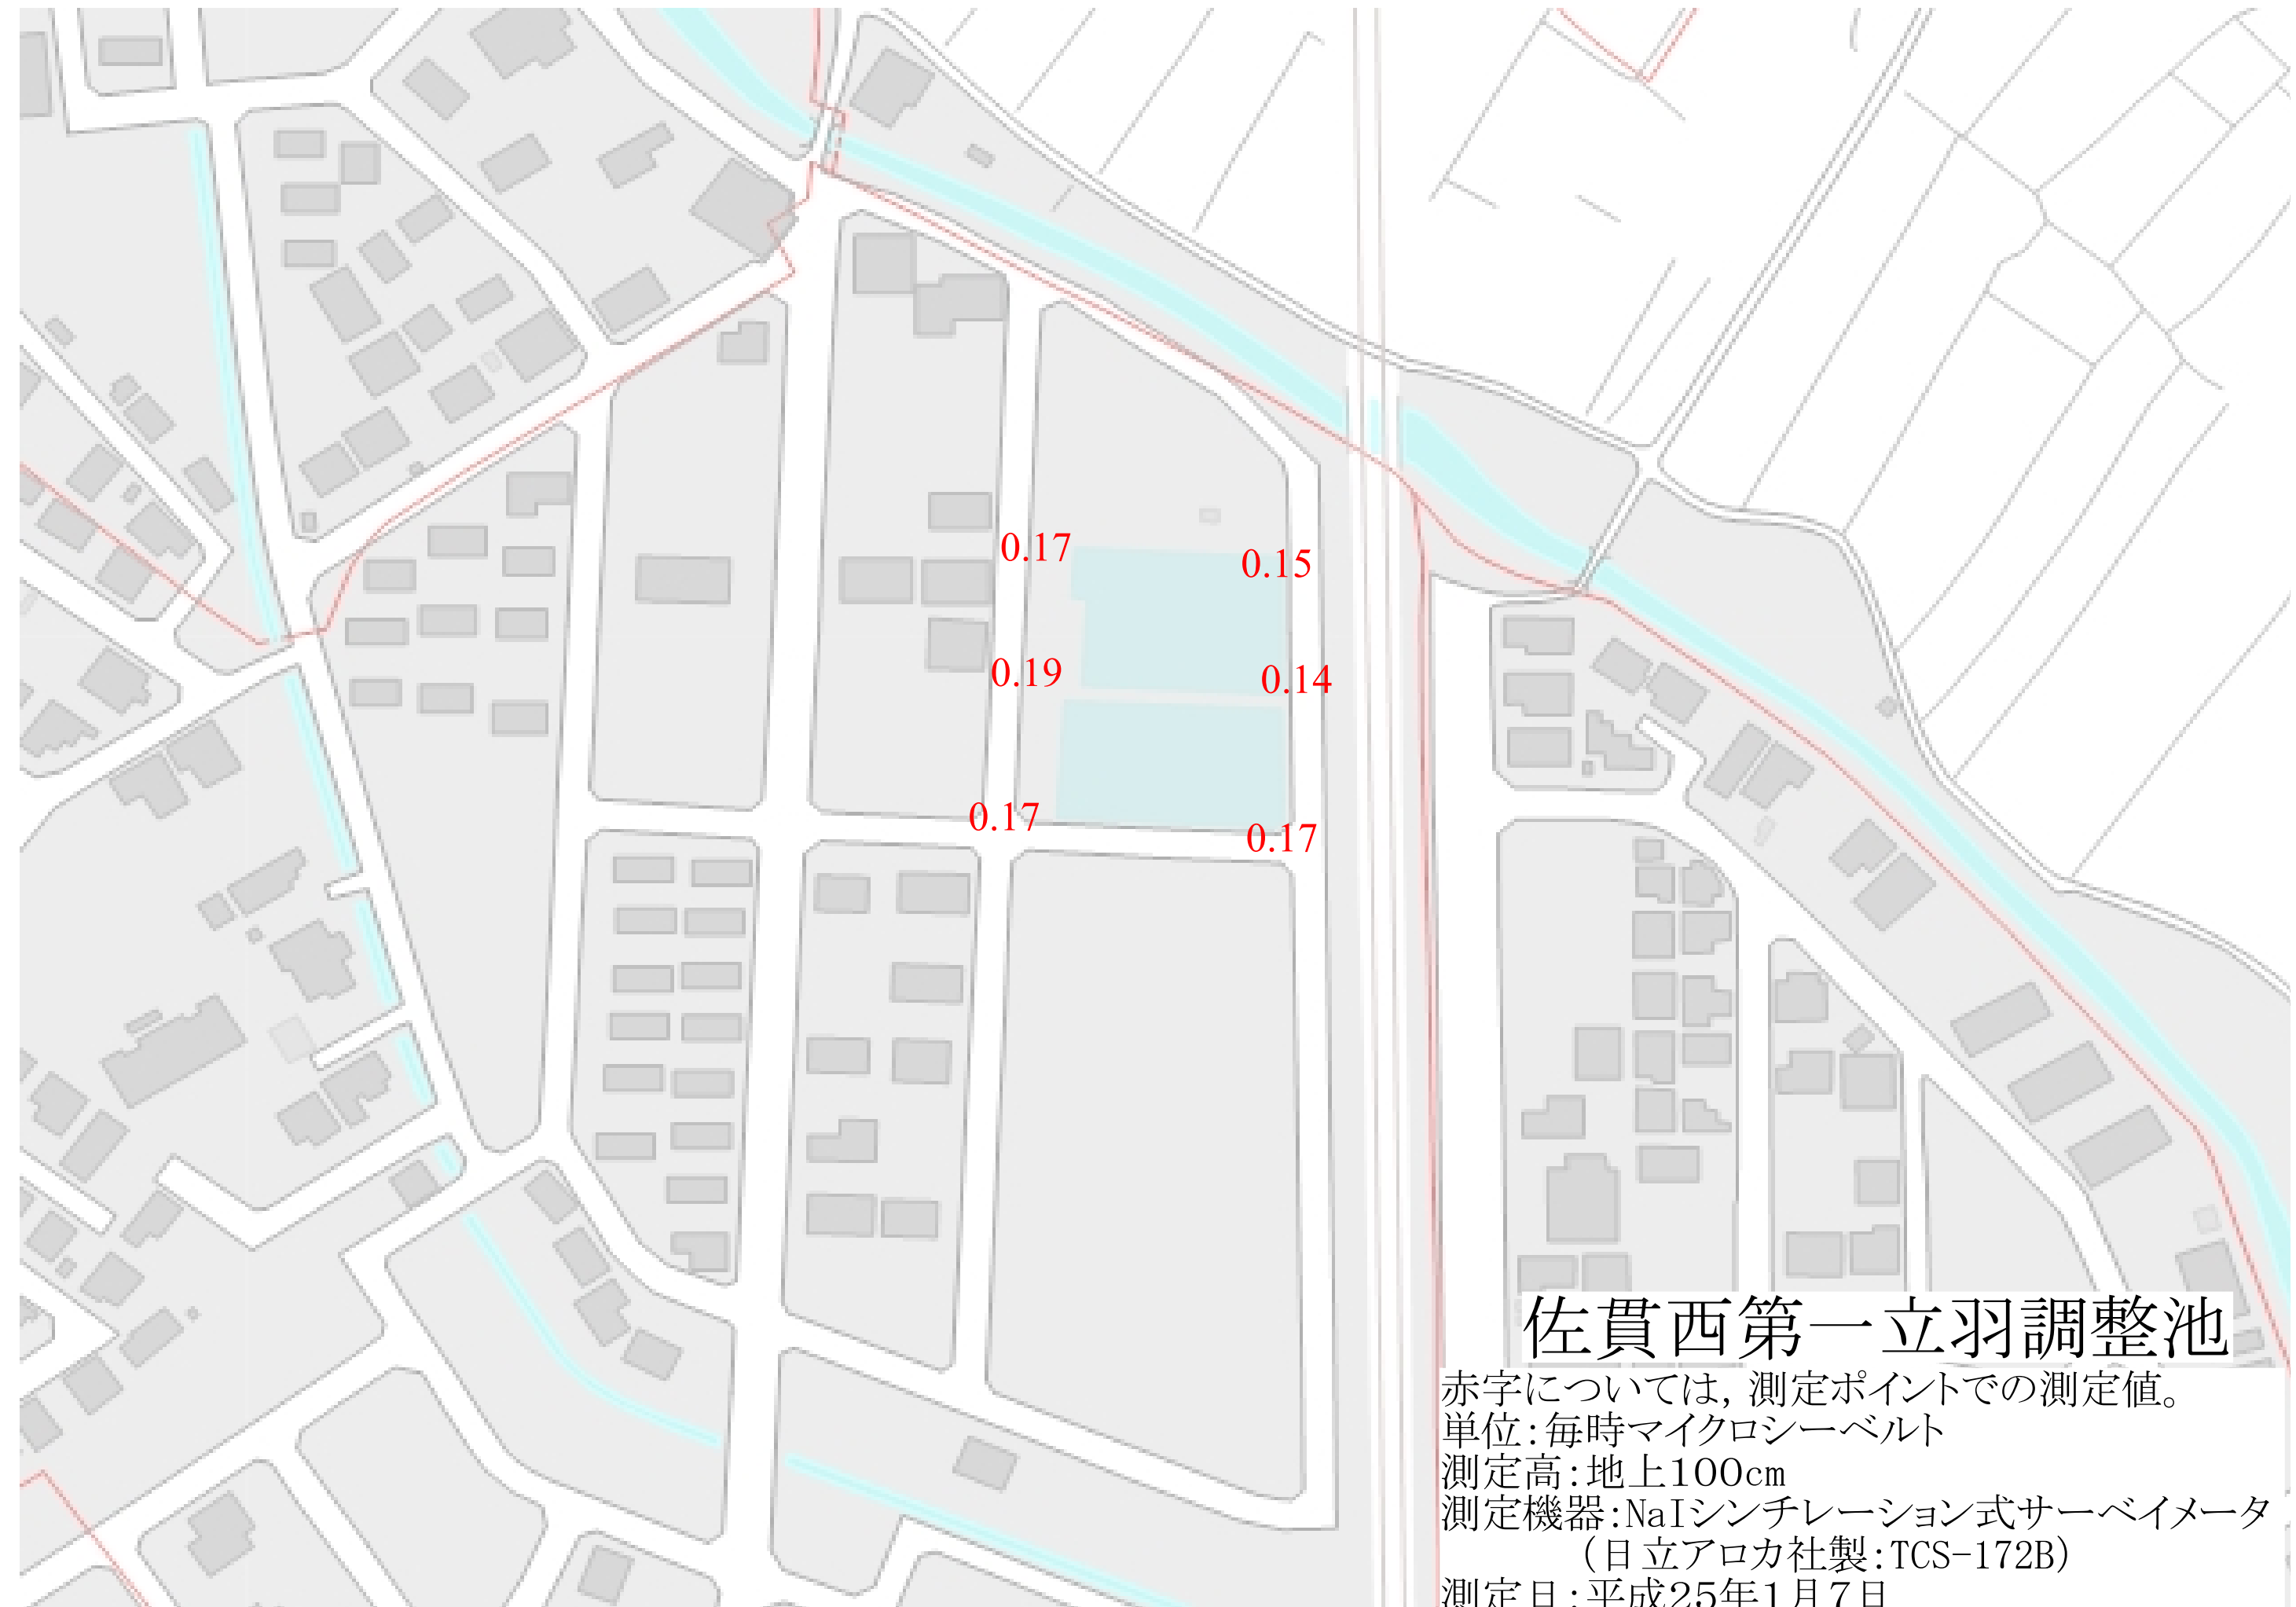 0.17
0.15
0.19
0.14
0.17
0.17
佐貫西第一立羽調整池
赤字については，測定ポイントでの測定値。
単位：毎時マイクロシーベルト
測定高：地上100cm
測定機器：NaIシンチレーション式サーベイメータ
（日立アロカ社製：TCS-172B）
測定日：平成25年1月7日